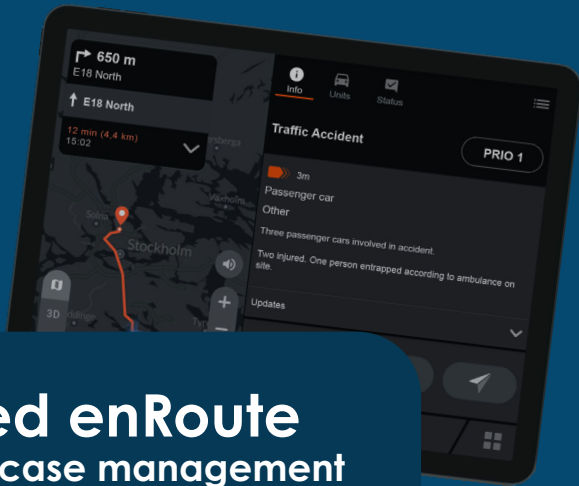 650 m
E18 North
E18 North
12 min (4,4 km)
15:02
Vaxholm
Solna
Stockholm
3D
Info
Units
Status
Traffic Accident
PRIO 1
3m
Passenger car
Other
Three passenger cars involved in accident.
Two injured. One person entrapped according to ambulance on
site.
Updates
ed enRoute
case management